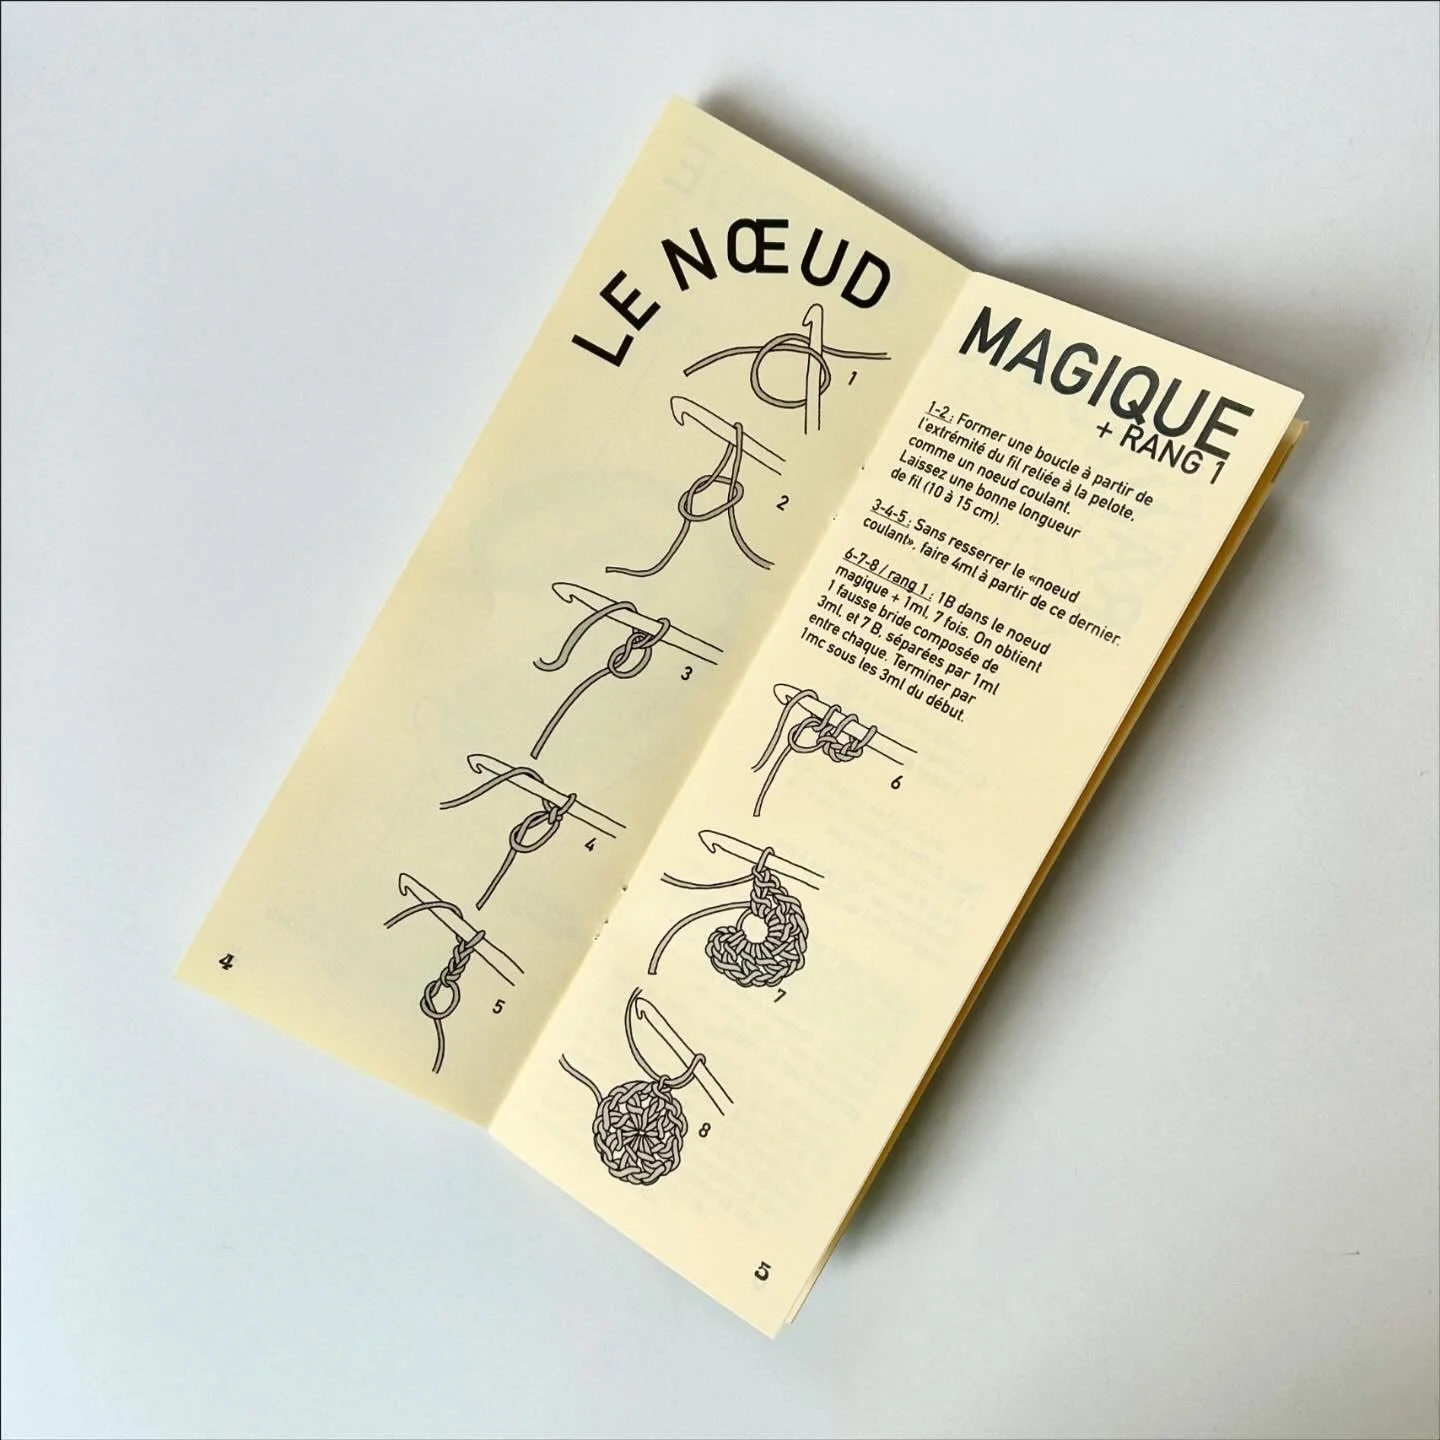 LE NŒUD
1
2
3
4
5
4
MAGIQUE
+ RANG 1
1-2 : Former une boucle à partir de
l'extrémité du fil reliée à la pelote,
comme un noeud coulant.
Laissez une bonne longueur
de fil (10 à 15 cm).
3-4-5 : Sans resserrer le «noeud
coulant», faire 4ml à partir de ce dernier.
6-7-8 / rang 1 : 1B dans le noeud
magique + 1ml, 7 fois. On obtient
1 fausse bride composée de
3ml, et 7 B, séparées par 1ml
entre chaque. Terminer par
1mc sous les 3ml du début.
6
7
8
5